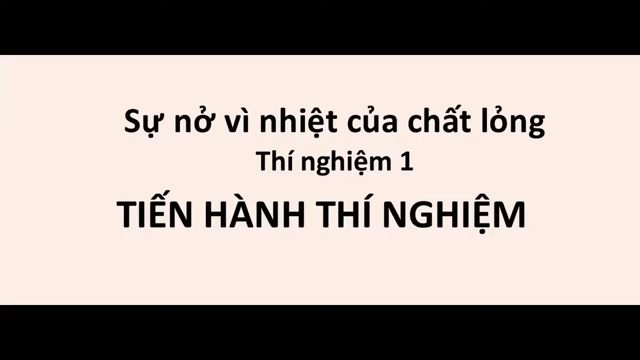 Sự nở vì nhiệt của chất lỏng
Thí nghiệm 1
TIẾN HÀNH THÍ NGHIỆM